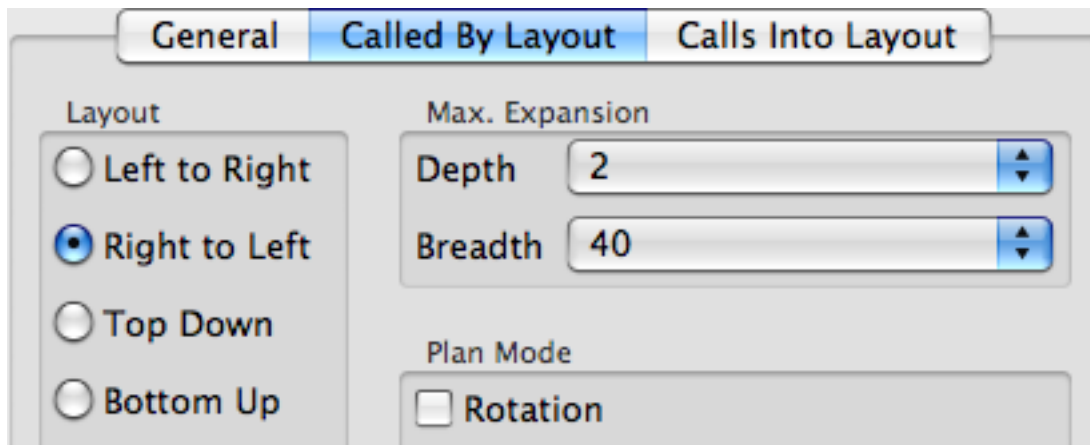 General Called By Layout Calls Into Layout
Layout
Left to Right
Right to Left
Top Down
Bottom Up
Max. Expansion
Depth 2
Breadth 40
Plan Mode
Rotation